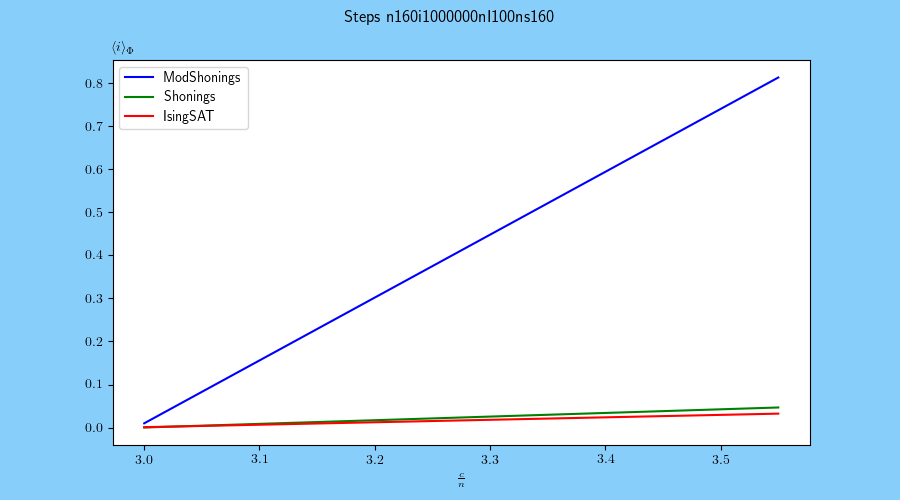 Steps n160i1000000nI100ns160
⟨i⟩Φ
ModShonings
Shonings
IsingSAT
0.8
0.7
0.6
0.5
0.4
0.3
0.2
0.1
0.0
3.0 3.1 3.2 3.3 3.4 3.5
c/n